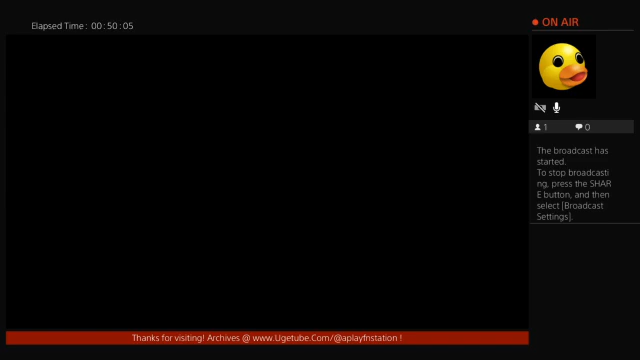 Elapsed Time : 00:50:05
ON AIR
1 0
The broadcast has
started.
To stop broadcasti
ng, press the SHAR
E button, and then
select [Broadcast
Settings].
Thanks for visiting! Archives @ www.Ugetube.Com/@aplayfnstation !